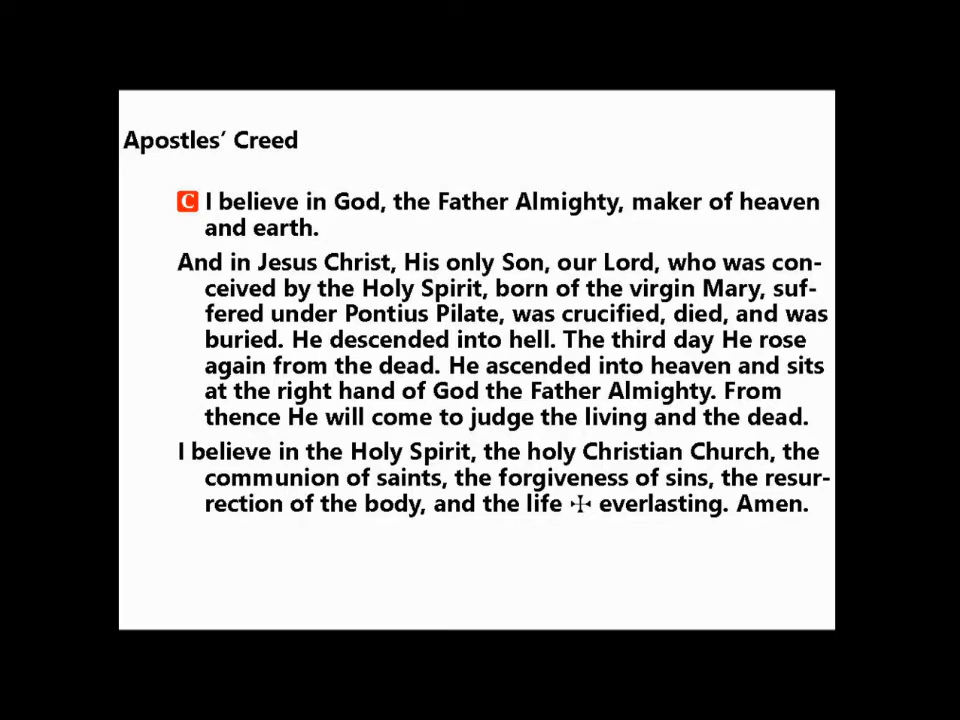 Apostles’ Creed
C I believe in God, the Father Almighty, maker of heaven
and earth.
And in Jesus Christ, His only Son, our Lord, who was con-
ceived by the Holy Spirit, born of the virgin Mary, suf-
fered under Pontius Pilate, was crucified, died, and was
buried. He descended into hell. The third day He rose
again from the dead. He ascended into heaven and sits
at the right hand of God the Father Almighty. From
thence He will come to judge the living and the dead.
I believe in the Holy Spirit, the holy Christian Church, the
communion of saints, the forgiveness of sins, the resur-
rection of the body, and the life ☩ everlasting. Amen.